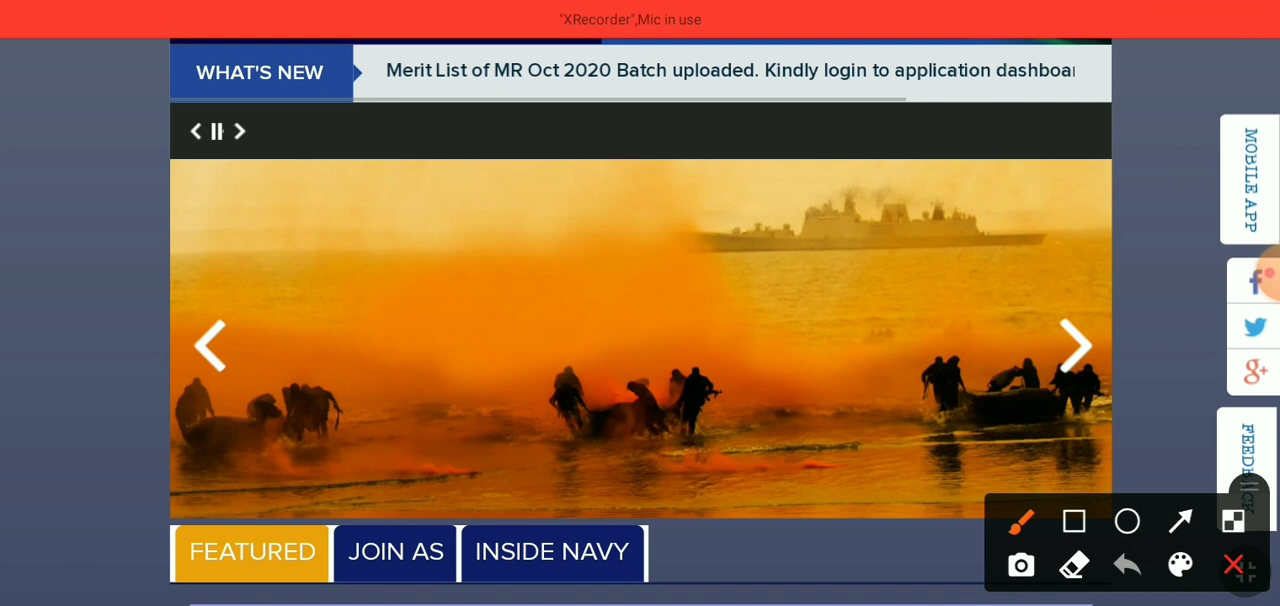 "XRecorder",Mic in use
WHAT'S NEW
Merit List of MR Oct 2020 Batch uploaded. Kindly login to application
MOBILE APP
f
g+
FEATURED
JOIN AS
INSIDE NAVY